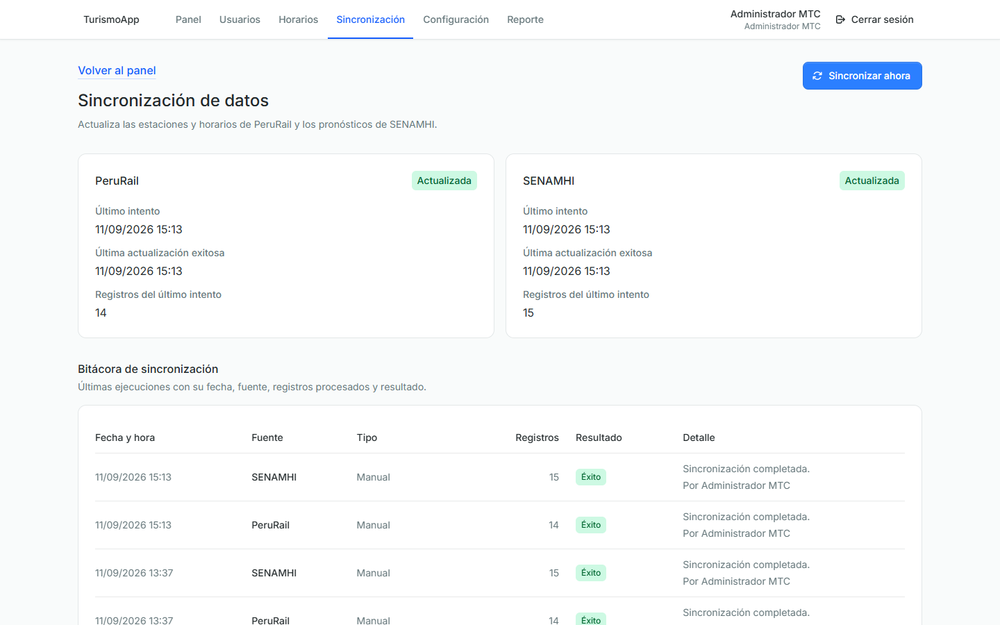 TurismoApp
Panel
Usuarios
Horarios
Sincronización
Configuración
Reporte
Administrador MTC
Administrador MTC
Cerrar sesión
Volver al panel
Sincronizar ahora
Sincronización de datos
Actualiza las estaciones y horarios de PeruRail y los pronósticos de SENAMHI.
PeruRail
Actualizada
Último intento
11/09/2026 15:13
Última actualización exitosa
11/09/2026 15:13
Registros del último intento
14
SENAMHI
Actualizada
Último intento
11/09/2026 15:13
Última actualización exitosa
11/09/2026 15:13
Registros del último intento
15
Bitácora de sincronización
Últimas ejecuciones con su fecha, fuente, registros procesados y resultado.
Fecha y hora Fuente Tipo Registros Resultado Detalle
11/09/2026 15:13 SENAMHI Manual 15 Éxito Sincronización completada.
Por Administrador MTC
11/09/2026 15:13 PeruRail Manual 14 Éxito Sincronización completada.
Por Administrador MTC
11/09/2026 13:37 SENAMHI Manual 15 Éxito Sincronización completada.
Por Administrador MTC
11/09/2026 13:37 PeruRail Manual 14 Éxito Sincronización completada.